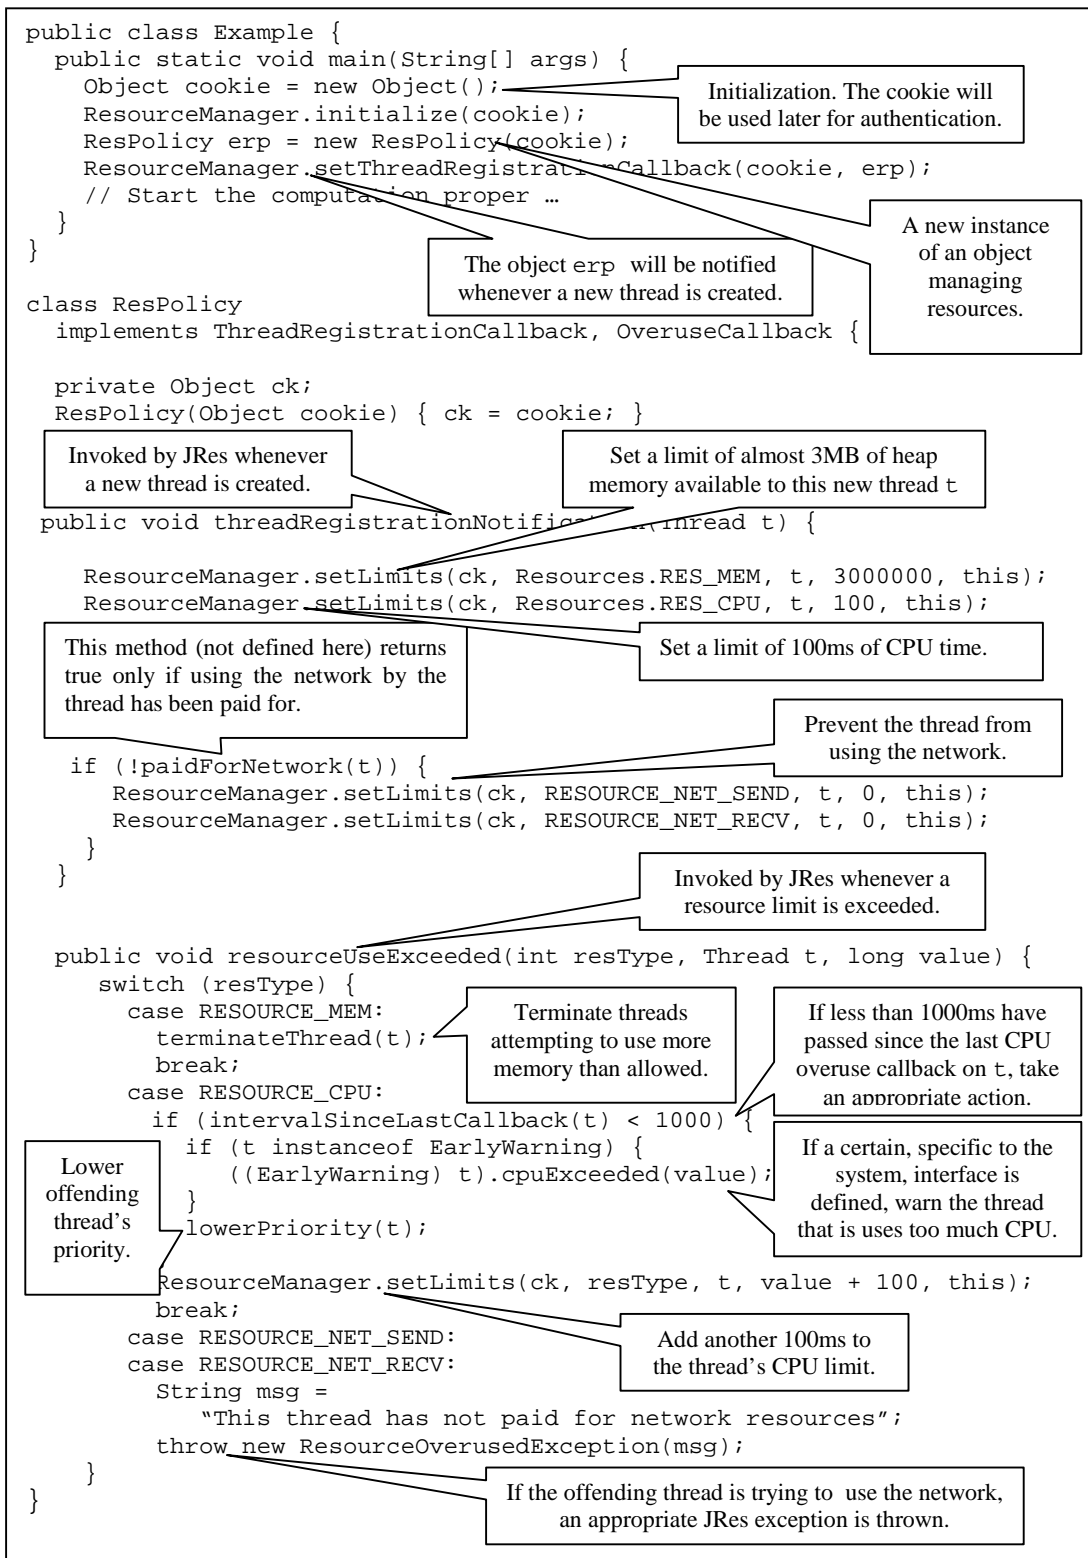 public class Example {
public static void main(String[] args) {
Object cookie = new Object();
Initialization. The cookie will
be used later for authentication.
ResourceManager.initialize(cookie);
ResPolicy erp = new ResPolicy(cookie);
ResourceManager.setThreadRegistrationCallback(cookie, erp);
// Start the computation proper …
}
}
A new instance
of an object
managing
resources.
The object erp will be notified
whenever a new thread is created.
class ResPolicy
implements ThreadRegistrationCallback, OveruseCallback {
private Object ck;
ResPolicy(Object cookie) { ck = cookie; }
Invoked by JRes whenever
a new thread is created.
Set a limit of almost 3MB of heap
memory available to this new thread t
public void threadRegistrationNotification(Thread t) {
ResourceManager.setLimits(ck, Resources.RES_MEM, t, 3000000, this);
ResourceManager.setLimits(ck, Resources.RES_CPU, t, 100, this);
This method (not defined here) returns
true only if using the network by the
thread has been paid for.
Set a limit of 100ms of CPU time.
Prevent the thread from
using the network.
if (!paidForNetwork(t)) {
ResourceManager.setLimits(ck, RESOURCE_NET_SEND, t, 0, this);
ResourceManager.setLimits(ck, RESOURCE_NET_RECV, t, 0, this);
}
}
Invoked by JRes whenever a
resource limit is exceeded.
public void resourceUseExceeded(int resType, Thread t, long value) {
switch (resType) {
case RESOURCE_MEM:
terminateThread(t);
break;
Terminate threads
attempting to use more
memory than allowed.
If less than 1000ms have
passed since the last CPU
overuse callback on t, take
an appropriate action.
case RESOURCE_CPU:
if (intervalSinceLastCallback(t) < 1000) {
if (t instanceof EarlyWarning) {
((EarlyWarning) t).cpuExceeded(value);
}
If a certain, specific to the
system, interface is
defined, warn the thread
that is uses too much CPU.
Lower
offending
thread's
priority.
lowerPriority(t);
}
ResourceManager.setLimits(ck, resType, t, value + 100, this);
break;
Add another 100ms to
the thread's CPU limit.
case RESOURCE_NET_SEND:
case RESOURCE_NET_RECV:
String msg =
“This thread has not paid for network resources”;
throw new ResourceOverusedException(msg);
}
}
If the offending thread is trying to use the network,
an appropriate JRes exception is thrown.